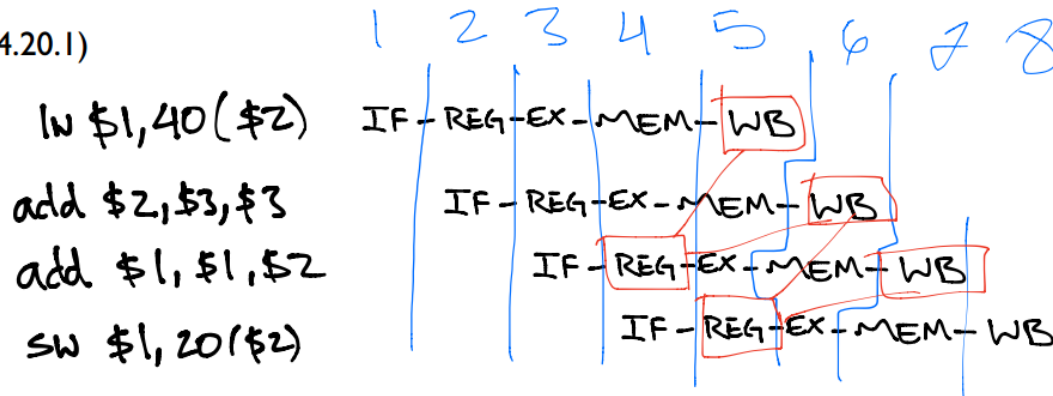 4.20.1) 1 2 3 4 5 6 7 8
lw $1, 40($2) IF - REG - EX - MEM - WB
add $2, $3, $3 IF - REG - EX - MEM - WB
add $1, $1, $2 IF - REG - EX - MEM - WB
sw $1, 20($2) IF - REG - EX - MEM - WB